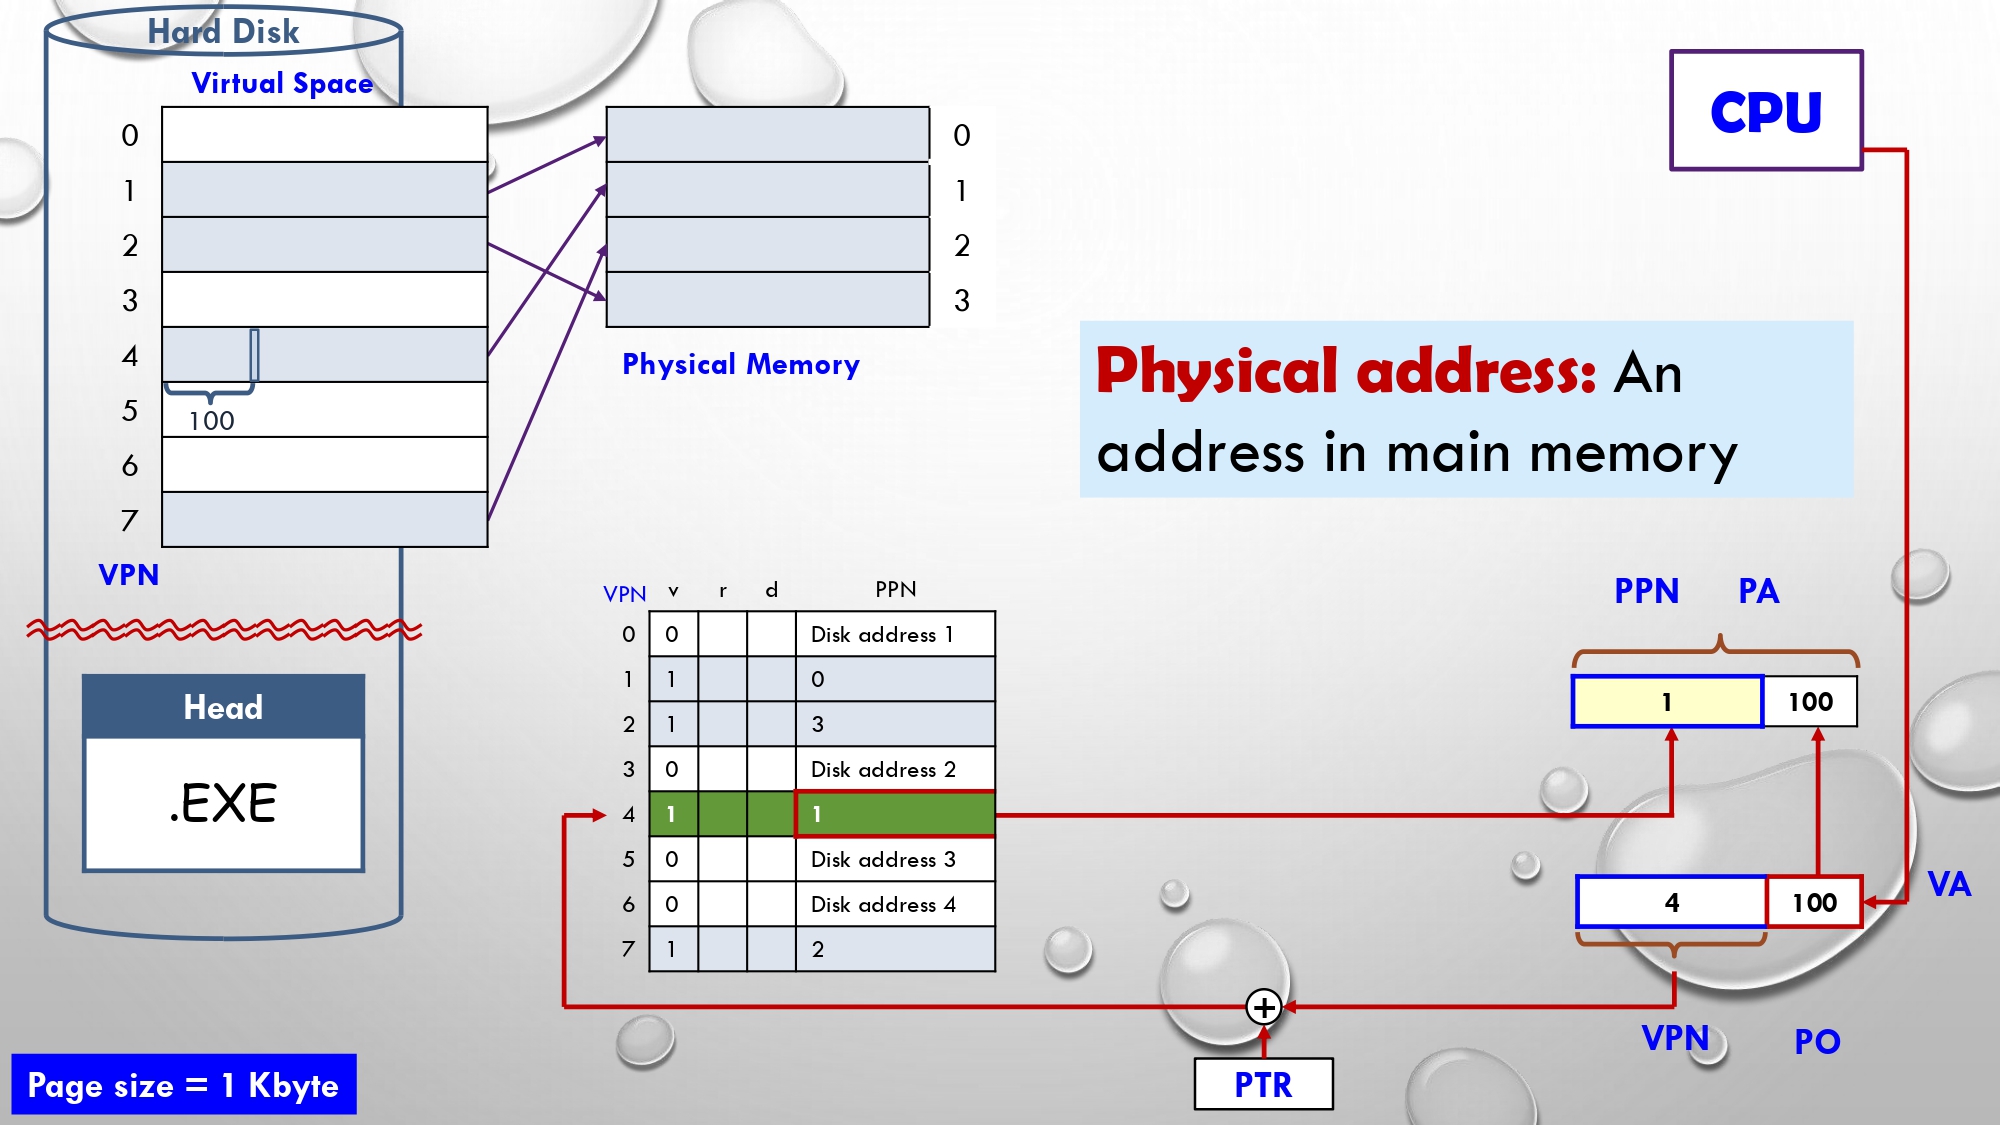 Hard Disk
Virtual Space
0
1
2
3
4
5
6
7
100
VPN
0
1
2
3
Physical Memory
CPU
Physical address: An
address in main memory
Head
.EXE
VPN v r d PPN
0 0 Disk address 1
1 1 0
2 1 3
3 0 Disk address 2
4 1 1
5 0 Disk address 3
6 0 Disk address 4
7 1 2
PPN PA
1 100
4 100
VA
VPN PO
+
PTR
Page size = 1 Kbyte